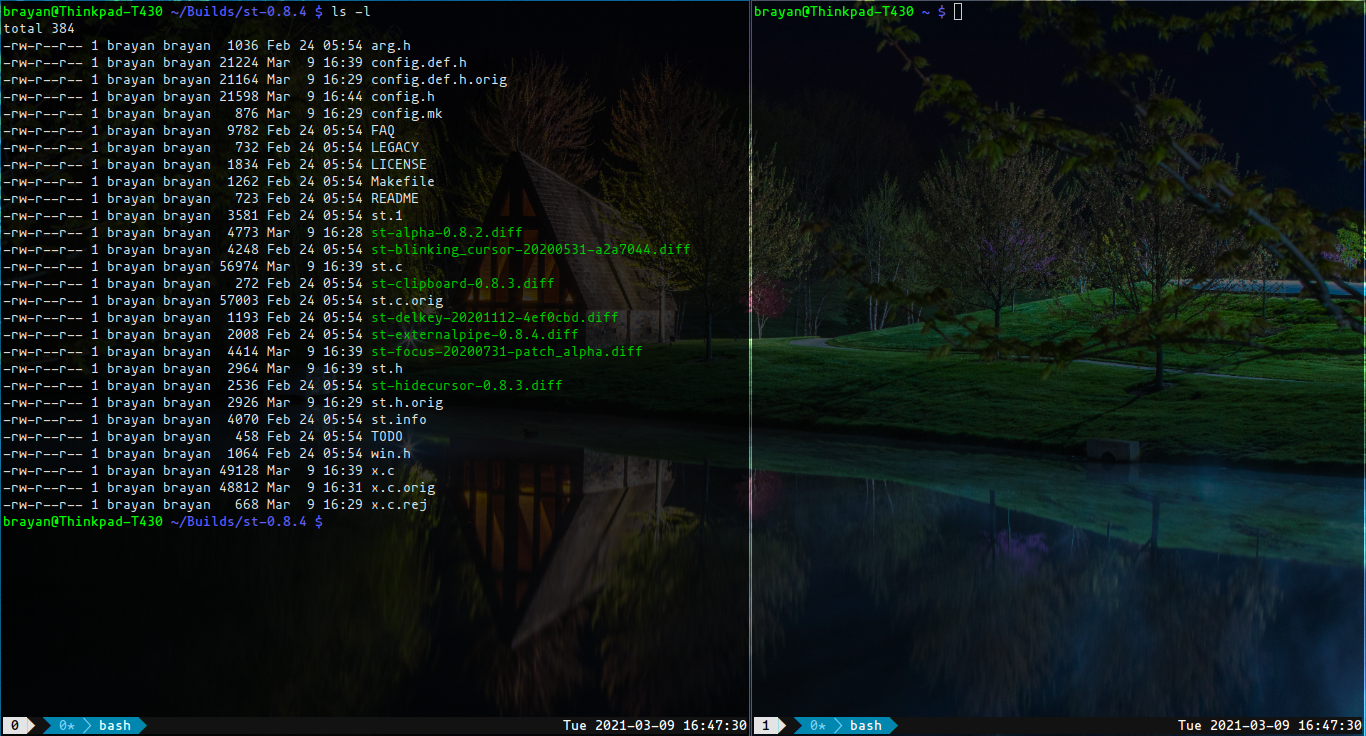 brayan@Thinkpad-T430 ~/Builds/st-0.8.4 $ ls -l
total 384
-rw-r--r-- 1 brayan brayan  1036 Feb 24 05:54 arg.h
-rw-r--r-- 1 brayan brayan 21224 Mar  9 16:39 config.def.h
-rw-r--r-- 1 brayan brayan 21164 Mar  9 16:29 config.def.h.orig
-rw-r--r-- 1 brayan brayan 21598 Mar  9 16:44 config.h
-rw-r--r-- 1 brayan brayan   876 Mar  9 16:29 config.mk
-rw-r--r-- 1 brayan brayan  9782 Feb 24 05:54 FAQ
-rw-r--r-- 1 brayan brayan   732 Feb 24 05:54 LEGACY
-rw-r--r-- 1 brayan brayan  1834 Feb 24 05:54 LICENSE
-rw-r--r-- 1 brayan brayan  1262 Feb 24 05:54 Makefile
-rw-r--r-- 1 brayan brayan   723 Feb 24 05:54 README
-rw-r--r-- 1 brayan brayan  3581 Feb 24 05:54 st.1
-rw-r--r-- 1 brayan brayan  4773 Mar  9 16:28 st-alpha-0.8.2.diff
-rw-r--r-- 1 brayan brayan  4248 Feb 24 05:54 st-blinking_cursor-20200531-a2a7044.diff
-rw-r--r-- 1 brayan brayan 56974 Mar  9 16:39 st.c
-rw-r--r-- 1 brayan brayan   272 Feb 24 05:54 st-clipboard-0.8.3.diff
-rw-r--r-- 1 brayan brayan 57003 Feb 24 05:54 st.c.orig
-rw-r--r-- 1 brayan brayan  1193 Feb 24 05:54 st-delkey-20201112-4ef0cbd.diff
-rw-r--r-- 1 brayan brayan  2008 Feb 24 05:54 st-externalpipe-0.8.4.diff
-rw-r--r-- 1 brayan brayan  4414 Mar  9 16:39 st-focus-20200731-patch_alpha.diff
-rw-r--r-- 1 brayan brayan  2964 Mar  9 16:39 st.h
-rw-r--r-- 1 brayan brayan  2536 Feb 24 05:54 st-hidecursor-0.8.3.diff
-rw-r--r-- 1 brayan brayan  2926 Mar  9 16:29 st.h.orig
-rw-r--r-- 1 brayan brayan  4070 Feb 24 05:54 st.info
-rw-r--r-- 1 brayan brayan   458 Feb 24 05:54 TODO
-rw-r--r-- 1 brayan brayan  1064 Feb 24 05:54 win.h
-rw-r--r-- 1 brayan brayan 49128 Mar  9 16:39 x.c
-rw-r--r-- 1 brayan brayan 48812 Mar  9 16:31 x.c.orig
-rw-r--r-- 1 brayan brayan   668 Mar  9 16:29 x.c.rej
brayan@Thinkpad-T430 ~/Builds/st-0.8.4 $
0 0* bash Tue 2021-03-09 16:47:30
brayan@Thinkpad-T430 ~ $
1 0* bash Tue 2021-03-09 16:47:30